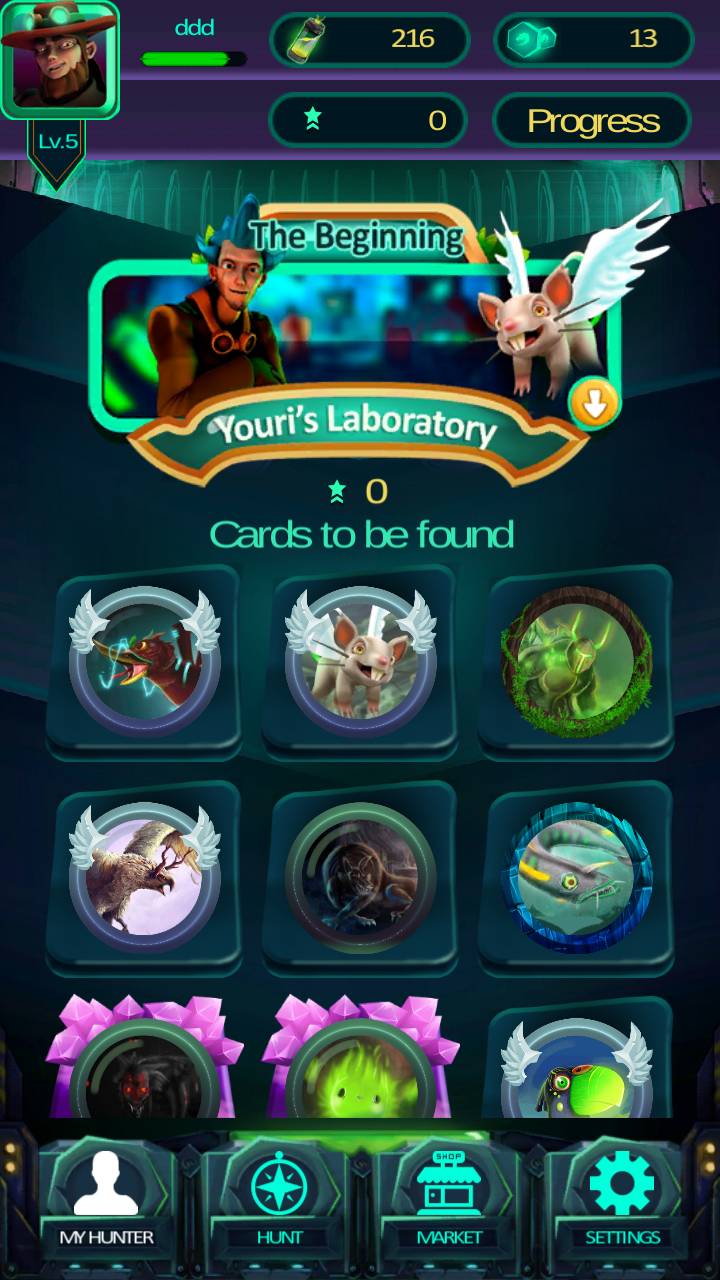 ddd
216
13
Lv.5
0
Progress
The Beginning
Youri's Laboratory
0
Cards to be found
SHOP
MY HUNTER
HUNT
MARKET
SETTINGS